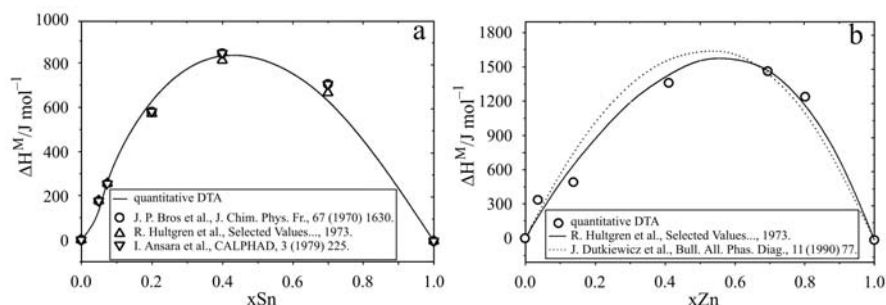 a
1000
800
600
400
200
0
ΔHᴹ/J mol⁻¹
0.0 0.2 0.4 0.6 0.8 1.0
xSn
quantitative DTA
J. P. Bros et al., J. Chim. Phys. Fr., 67 (1970) 1630.
R. Hultgren et al., Selected Values..., 1973.
I. Ansara et al., CALPHAD, 3 (1979) 225.
b
1800
1500
1200
900
600
300
0
ΔHᴹ/J mol⁻¹
0.0 0.2 0.4 0.6 0.8 1.0
xZn
quantitative DTA
R. Hultgren et al., Selected Values..., 1973.
J. Dutkiewicz et al., Bull. All. Phas. Diag., 11 (1990) 77.